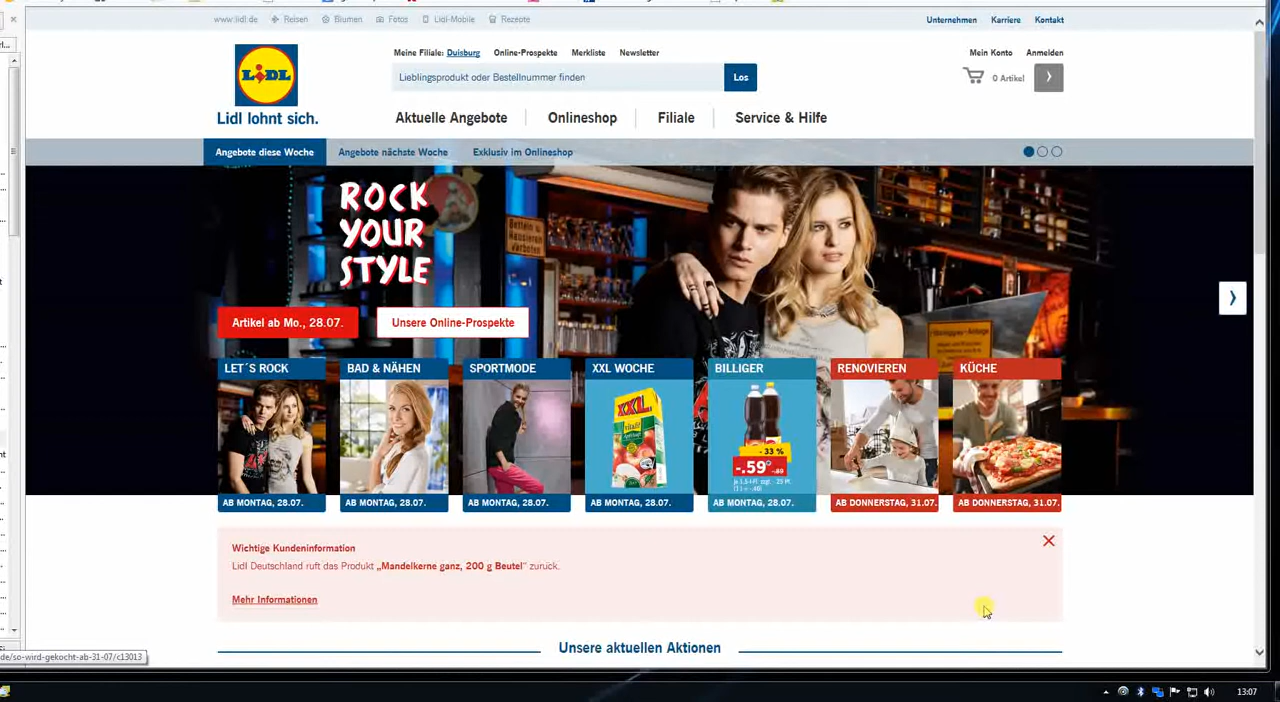 www.lidl.de Reisen Blumen Fotos Lidl-Mobile Rezepte
Unternehmen Karriere Kontakt
Meine Filiale: Duisburg Online-Prospekte Merkliste Newsletter
Mein Konto Anmelden
LIDL
Lieblingsprodukt oder Bestellnummer finden
Los
0 Artikel
Lidl lohnt sich.
Aktuelle Angebote Onlineshop Filiale Service & Hilfe
Angebote diese Woche Angebote nächste Woche Exklusiv im Onlineshop
ROCK
YOUR
STYLE
Betteln u.
Hausieren
verboten
Artikel ab Mo., 28.07.
Unsere Online-Prospekte
LET´S ROCK
BAD & NÄHEN
SPORTMODE
XXL WOCHE
BILLIGER
RENOVIEREN
KÜCHE
XXL
vitafit
- 33 %
-.59
AB MONTAG, 28.07.
AB MONTAG, 28.07.
AB MONTAG, 28.07.
AB MONTAG, 28.07.
AB MONTAG, 28.07.
AB DONNERSTAG, 31.07.
AB DONNERSTAG, 31.07.
Wichtige Kundeninformation
Lidl Deutschland ruft das Produkt „Mandelkerne ganz, 200 g Beutel" zurück.
Mehr Informationen
Unsere aktuellen Aktionen
de/so-wird-gekocht-ab-31-07/c13013
13:07